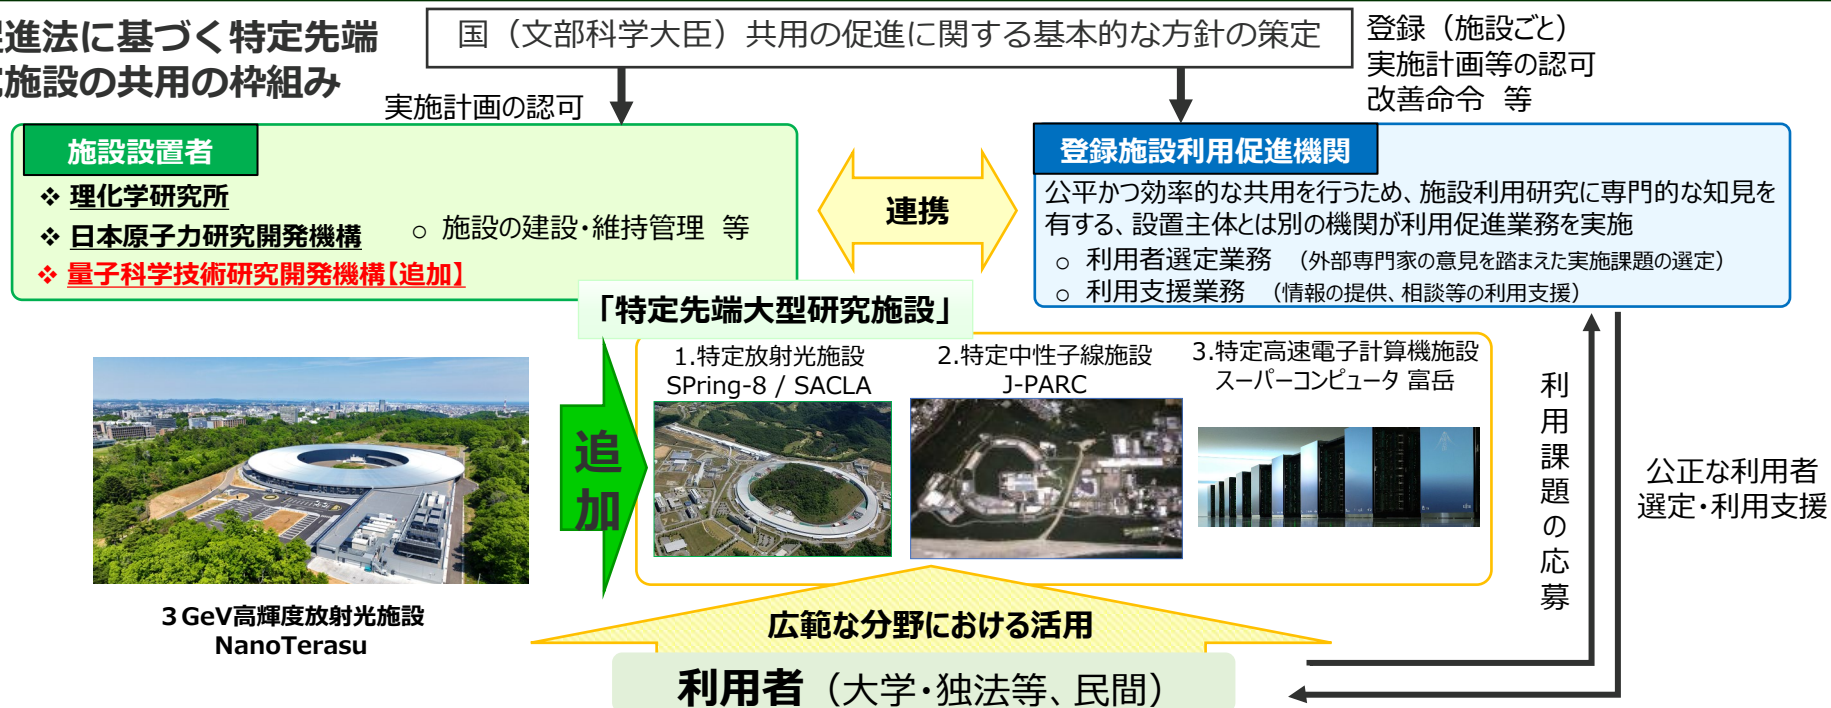 進法に基づく特定先端
施設の共用の枠組み
国（文部科学大臣）共用の促進に関する基本的な方針の策定
登録（施設ごと）
実施計画等の認可
改善命令 等
実施計画の認可
施設設置者
❖ 理化学研究所
❖ 日本原子力研究開発機構
○ 施設の建設・維持管理 等
❖ 量子科学技術研究開発機構【追加】
連携
登録施設利用促進機関
公平かつ効率的な共用を行うため、施設利用研究に専門的な知見を
有する、設置主体とは別の機関が利用促進業務を実施
○ 利用者選定業務 （外部専門家の意見を踏まえた実施課題の選定）
○ 利用支援業務 （情報の提供、相談等の利用支援）
「特定先端大型研究施設」
追加
1.特定放射光施設
SPring-8 / SACLA
2.特定中性子線施設
J-PARC
3.特定高速電子計算機施設
スーパーコンピュータ 富岳
3 GeV高輝度放射光施設
NanoTerasu
利用課題の応募
公正な利用者
選定・利用支援
広範な分野における活用
利用者（大学・独法等、民間）